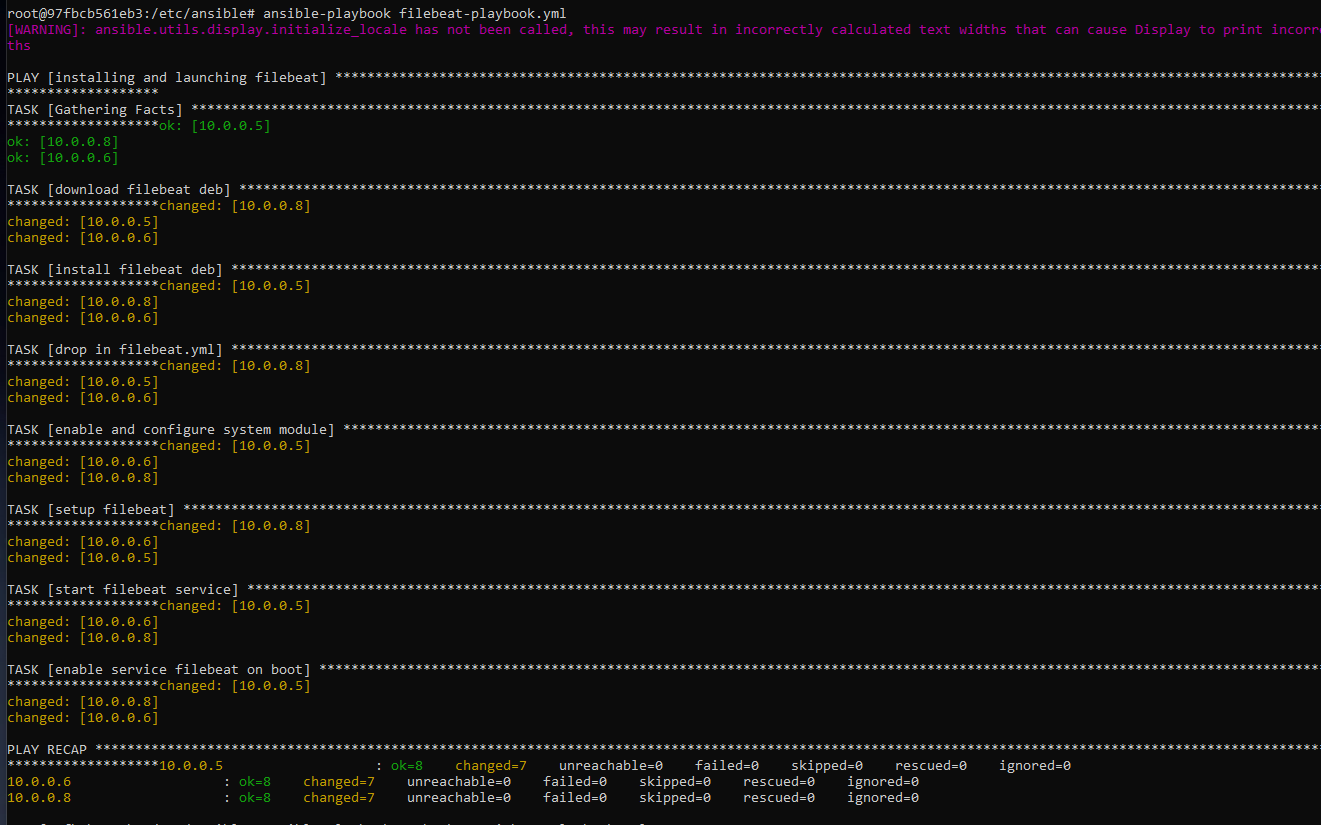 root@97fbcb561eb3:/etc/ansible# ansible-playbook filebeat-playbook.yml
[WARNING]: ansible.utils.display.initialize_locale has not been called, this may result in incorrectly calculated text widths that can cause Display to print incorre
ths
PLAY [installing and launching filebeat] ***************************************************************************************************************************
*******************
TASK [Gathering Facts] *********************************************************************************************************************************************
*******************ok: [10.0.0.5]
ok: [10.0.0.8]
ok: [10.0.0.6]
TASK [download filebeat deb] ***************************************************************************************************************************************
*******************changed: [10.0.0.8]
changed: [10.0.0.5]
changed: [10.0.0.6]
TASK [install filebeat deb] ****************************************************************************************************************************************
*******************changed: [10.0.0.5]
changed: [10.0.0.8]
changed: [10.0.0.6]
TASK [drop in filebeat.yml] ****************************************************************************************************************************************
*******************changed: [10.0.0.8]
changed: [10.0.0.5]
changed: [10.0.0.6]
TASK [enable and configure system module] **************************************************************************************************************************
*******************changed: [10.0.0.5]
changed: [10.0.0.6]
changed: [10.0.0.8]
TASK [setup filebeat] **********************************************************************************************************************************************
*******************changed: [10.0.0.8]
changed: [10.0.0.6]
changed: [10.0.0.5]
TASK [start filebeat service] **************************************************************************************************************************************
*******************changed: [10.0.0.5]
changed: [10.0.0.6]
changed: [10.0.0.8]
TASK [enable service filebeat on boot] *****************************************************************************************************************************
*******************changed: [10.0.0.5]
changed: [10.0.0.8]
changed: [10.0.0.6]
PLAY RECAP *********************************************************************************************************************************************************
*******************10.0.0.5                   : ok=8    changed=7    unreachable=0    failed=0    skipped=0    rescued=0    ignored=0
10.0.0.6                   : ok=8    changed=7    unreachable=0    failed=0    skipped=0    rescued=0    ignored=0
10.0.0.8                   : ok=8    changed=7    unreachable=0    failed=0    skipped=0    rescued=0    ignored=0